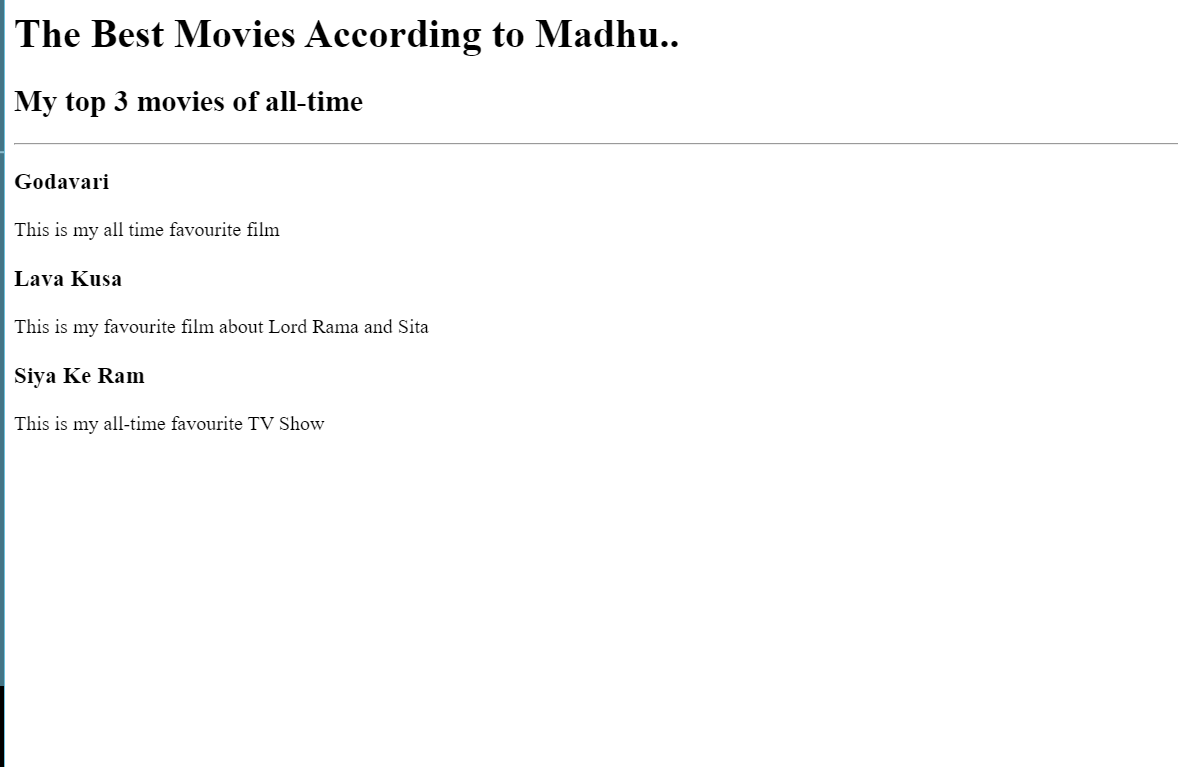 The Best Movies According to Madhu..
My top 3 movies of all-time
Godavari
This is my all time favourite film
Lava Kusa
This is my favourite film about Lord Rama and Sita
Siya Ke Ram
This is my all-time favourite TV Show